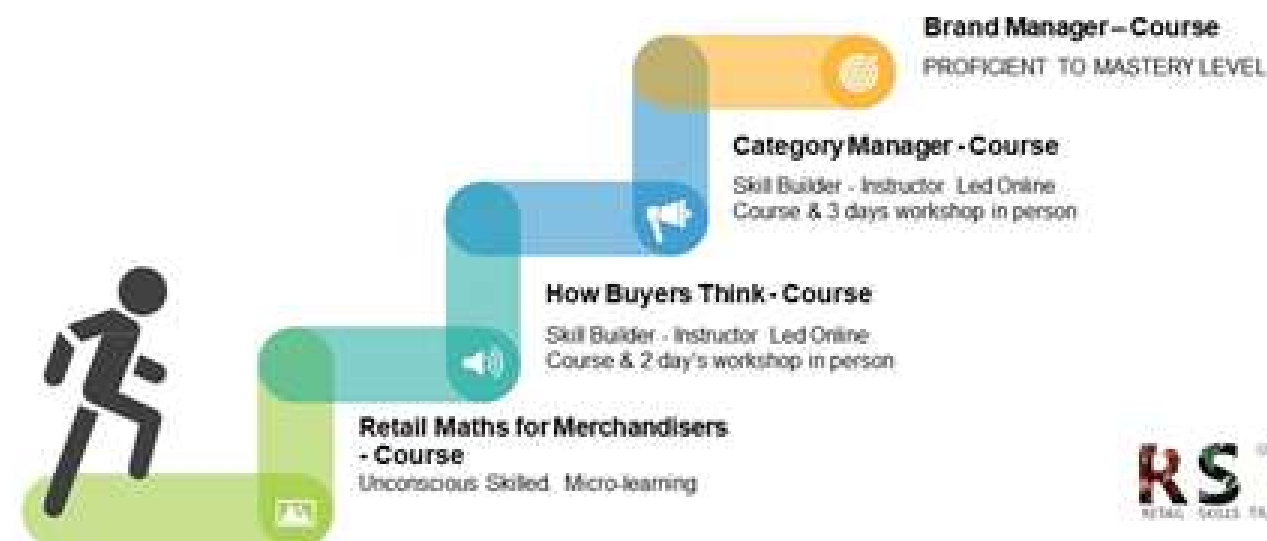 Brand Manager – Course
PROFICIENT TO MASTERY LEVEL
Category Manager - Course
Skill Builder - Instructor Led Online
Course & 3 days workshop in person
How Buyers Think - Course
Skill Builder - Instructor Led Online
Course & 2 day's workshop in person
Retail Maths for Merchandisers
- Course
Unconscious Skilled Micro-learning
RS
RETAIL SKILLS